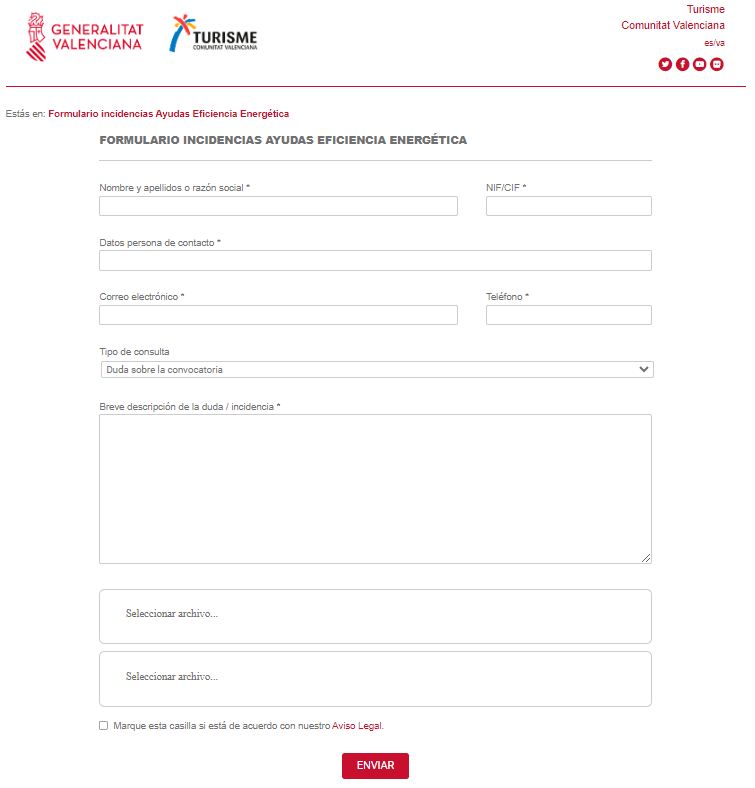 GENERALITAT
VALENCIANA
TURISME
COMUNITAT VALENCIANA
Turisme
Comunitat Valenciana
es/va
Estás en: Formulario incidencias Ayudas Eficiencia Energética
FORMULARIO INCIDENCIAS AYUDAS EFICIENCIA ENERGÉTICA
Nombre y apellidos o razón social *
NIF/CIF *
Datos persona de contacto *
Correo electrónico *
Teléfono *
Tipo de consulta
Duda sobre la convocatoria
Breve descripción de la duda / incidencia *
Seleccionar archivo...
Seleccionar archivo...
Marque esta casilla si está de acuerdo con nuestro Aviso Legal.
ENVIAR